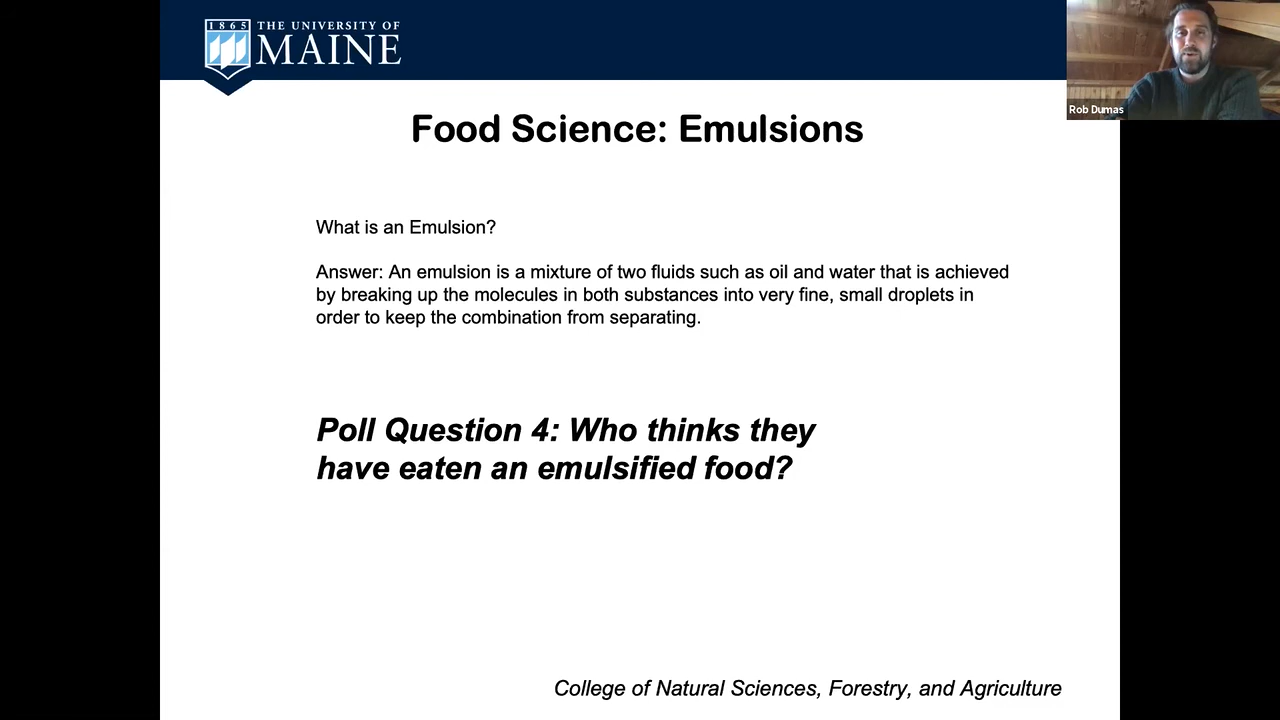 1865
THE UNIVERSITY OF
MAINE
Rob Dumas
Food Science: Emulsions
What is an Emulsion?
Answer: An emulsion is a mixture of two fluids such as oil and water that is achieved
by breaking up the molecules in both substances into very fine, small droplets in
order to keep the combination from separating.
Poll Question 4: Who thinks they
have eaten an emulsified food?
College of Natural Sciences, Forestry, and Agriculture